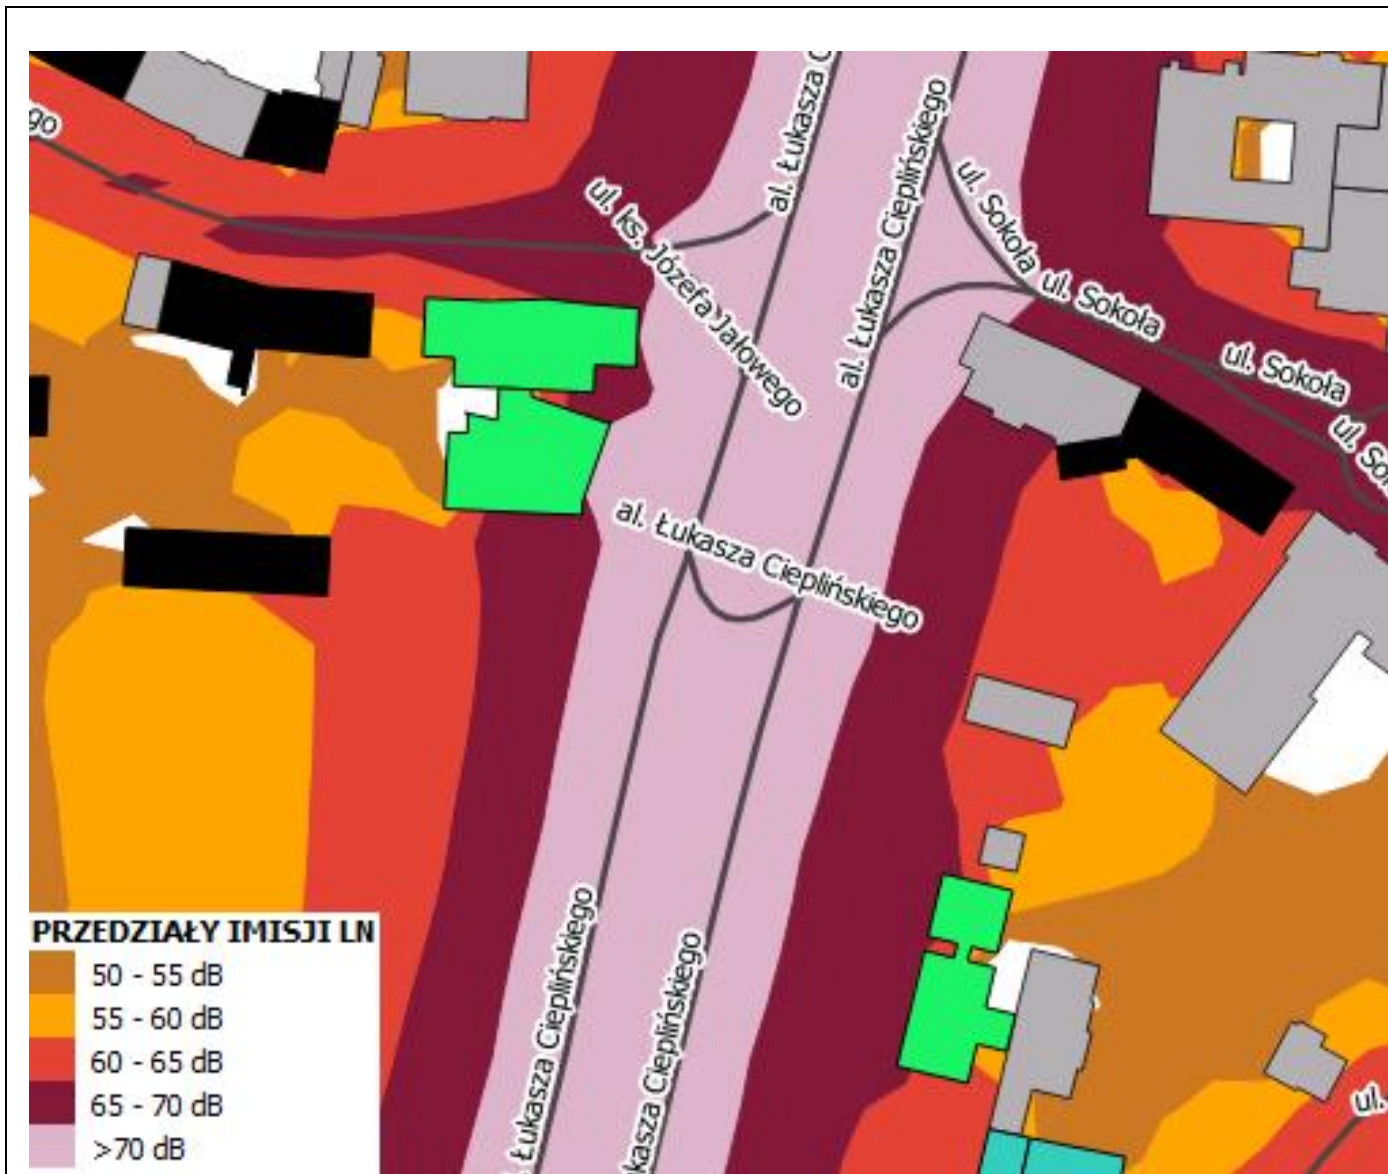 al. Łukasza C
al. Łukasza Cieplińskiego
ego
ul. ks. Józefa Jałowego
ul. Sokoła
ul. Sokoła
ul. Sokoła
ul. Sok
al. Łukasza Cieplińskiego
PRZEDZIAŁY IMISJI LN
50 - 55 dB
55 - 60 dB
60 - 65 dB
65 - 70 dB
>70 dB
. Łukasza Cieplińskiego
kasza Cieplińskiego
ul.